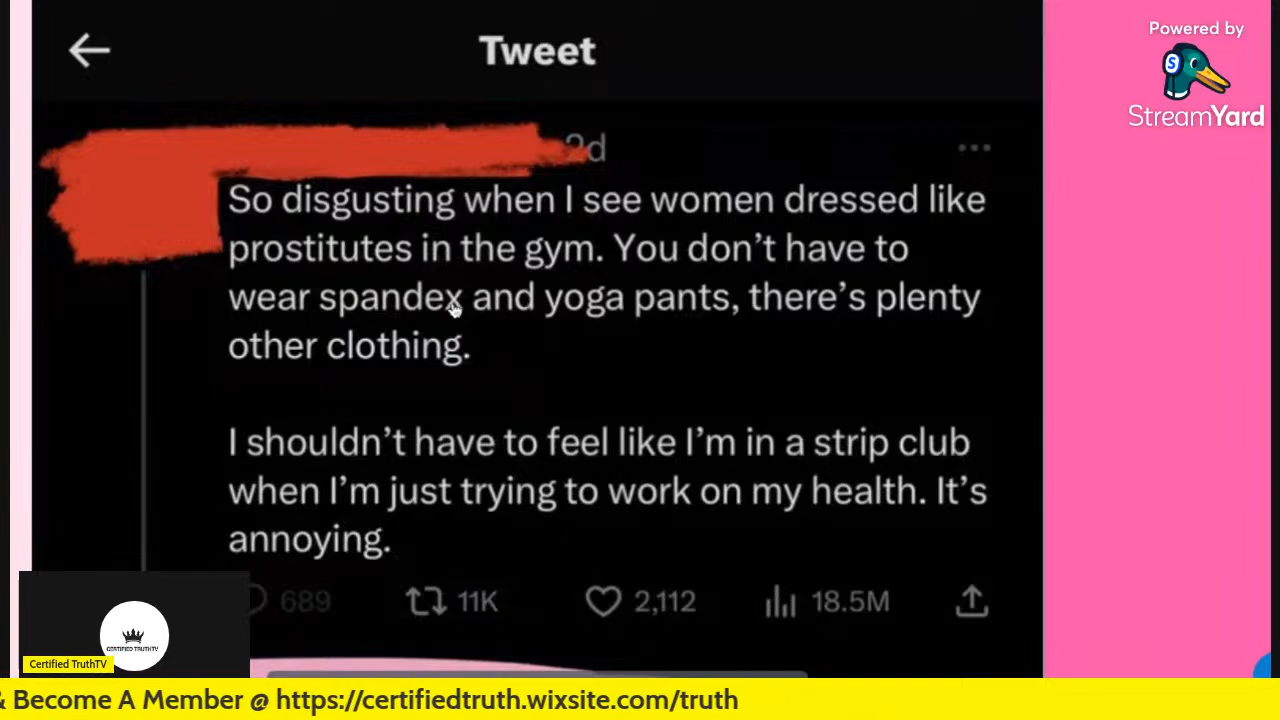 Tweet
Powered by
S
StreamYard
2d
So disgusting when I see women dressed like
prostitutes in the gym. You don't have to
wear spandex and yoga pants, there's plenty
other clothing.
I shouldn't have to feel like I'm in a strip club
when I'm just trying to work on my health. It's
annoying.
689 11K 2,112 18.5M
CERTIFIED TRUTHTV
Certified TruthTV
& Become A Member @ https://certifiedtruth.wixsite.com/truth